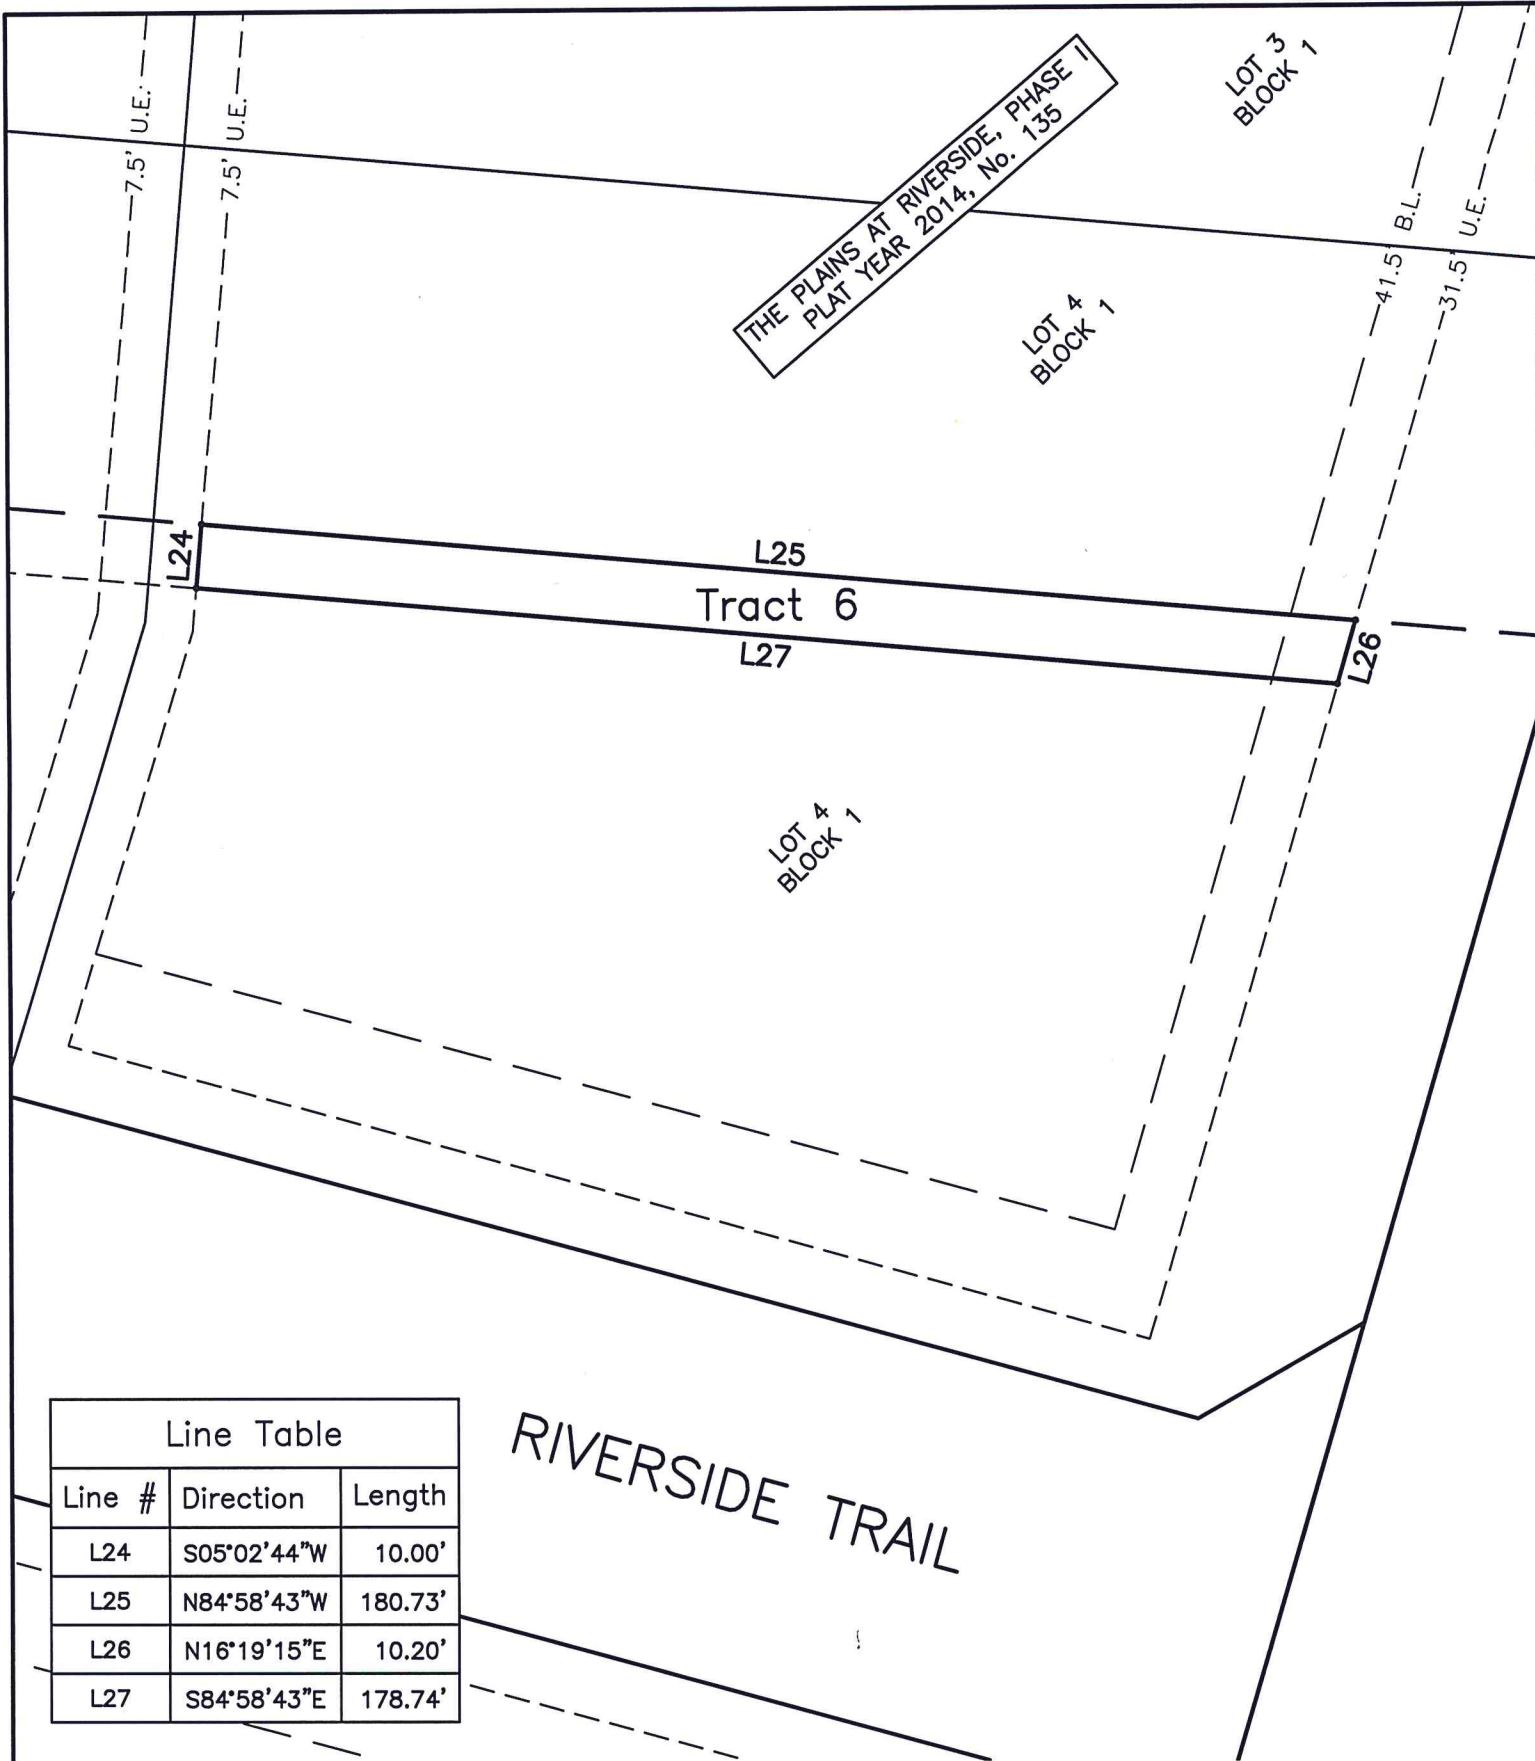 7.5' U.E.
7.5' U.E.
THE PLAINS AT RIVERSIDE, PHASE I
PLAT YEAR 2014, No. 135
LOT 3
BLOCK 1
41.5' B.L.
31.5' U.E.
LOT 4
BLOCK 1
L24
L25
Tract 6
L27
L26
LOT 4
BLOCK 1
RIVERSIDE TRAIL
Line Table
Line # Direction Length
L24 S05°02'44"W 10.00'
L25 N84°58'43"W 180.73'
L26 N16°19'15"E 10.20'
L27 S84°58'43"E 178.74'